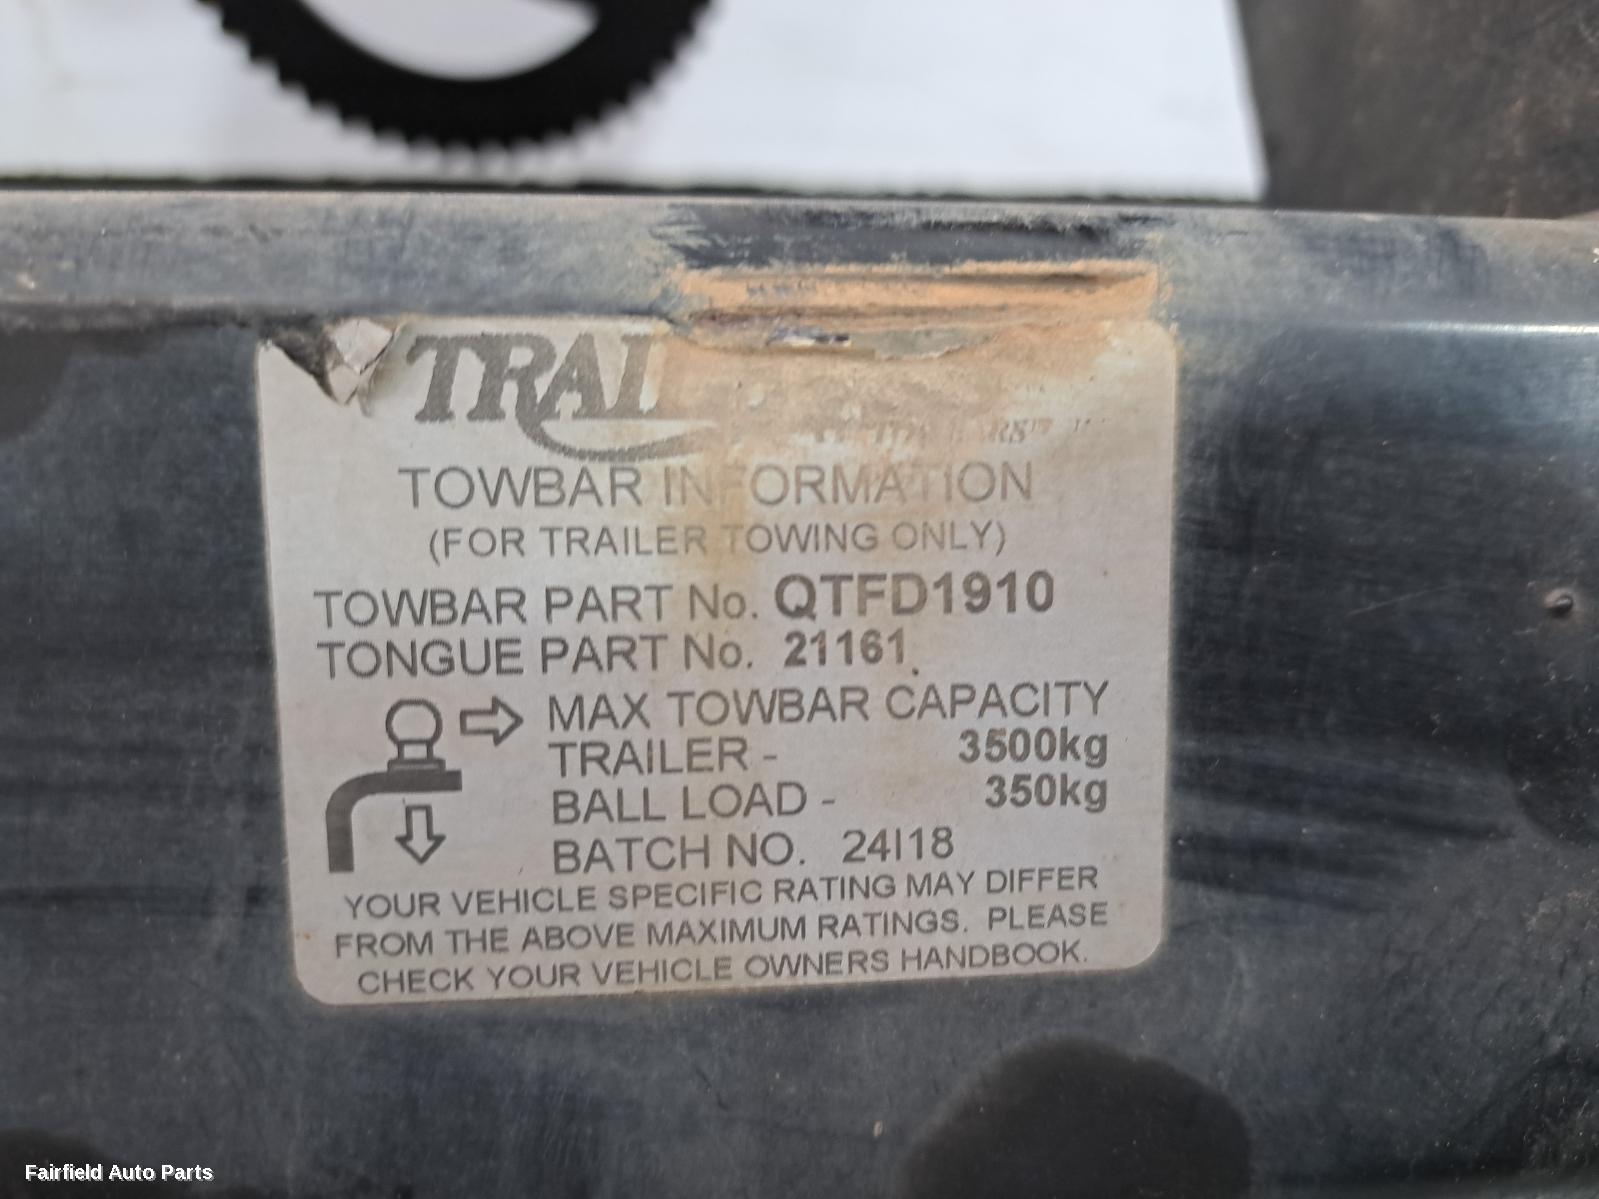 TRAI
TOWBAR INFORMATION
(FOR TRAILER TOWING ONLY)
TOWBAR PART No. QTFD1910
TONGUE PART No. 21161
MAX TOWBAR CAPACITY
TRAILER - 3500kg
BALL LOAD - 350kg
BATCH NO. 24I18
YOUR VEHICLE SPECIFIC RATING MAY DIFFER
FROM THE ABOVE MAXIMUM RATINGS. PLEASE
CHECK YOUR VEHICLE OWNERS HANDBOOK.
Fairfield Auto Parts